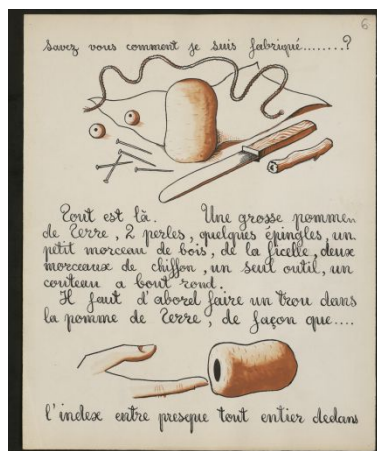 6
Savez vous comment je suis fabriqué........?
Tout est là. Une grosse pomme
de terre, 2 perles, quelques épingles, un
petit morceau de bois, de la ficelle, deux
morceaux de chiffon, un seul outil, un
couteau a bout rond.
Il faut d'abord faire un trou dans
la pomme de terre, de façon que....
l'index entre presque tout entier dedans